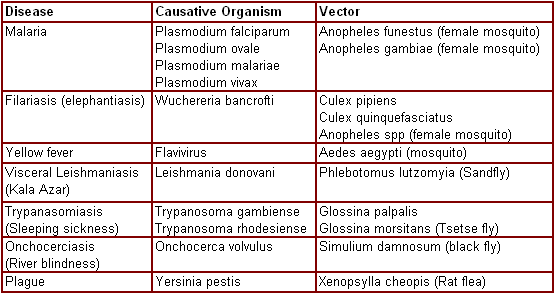 Disease Causative Organism Vector
Malaria Plasmodium falciparum Anopheles funestus (female mosquito)
Plasmodium ovale Anopheles gambiae (female mosquito)
Plasmodium malariae
Plasmodium vivax
Filariasis (elephantiasis) Wuchereria bancrofti Culex pipiens
Culex quinquefasciatus
Anopheles spp (female mosquito)
Yellow fever Flavivirus Aedes aegypti (mosquito)
Visceral Leishmaniasis Leishmania donovani Phlebotomus lutzomyia (Sandfly)
(Kala Azar)
Trypanasomiasis Trypanosoma gambiense Glossina palpalis
(Sleeping sickness) Trypanosoma rhodesiense Glossina morsitans (Tsetse fly)
Onchocerciasis Onchocerca volvulus Simulium damnosum (black fly)
(River blindness)
Plague Yersinia pestis Xenopsylla cheopis (Rat flea)